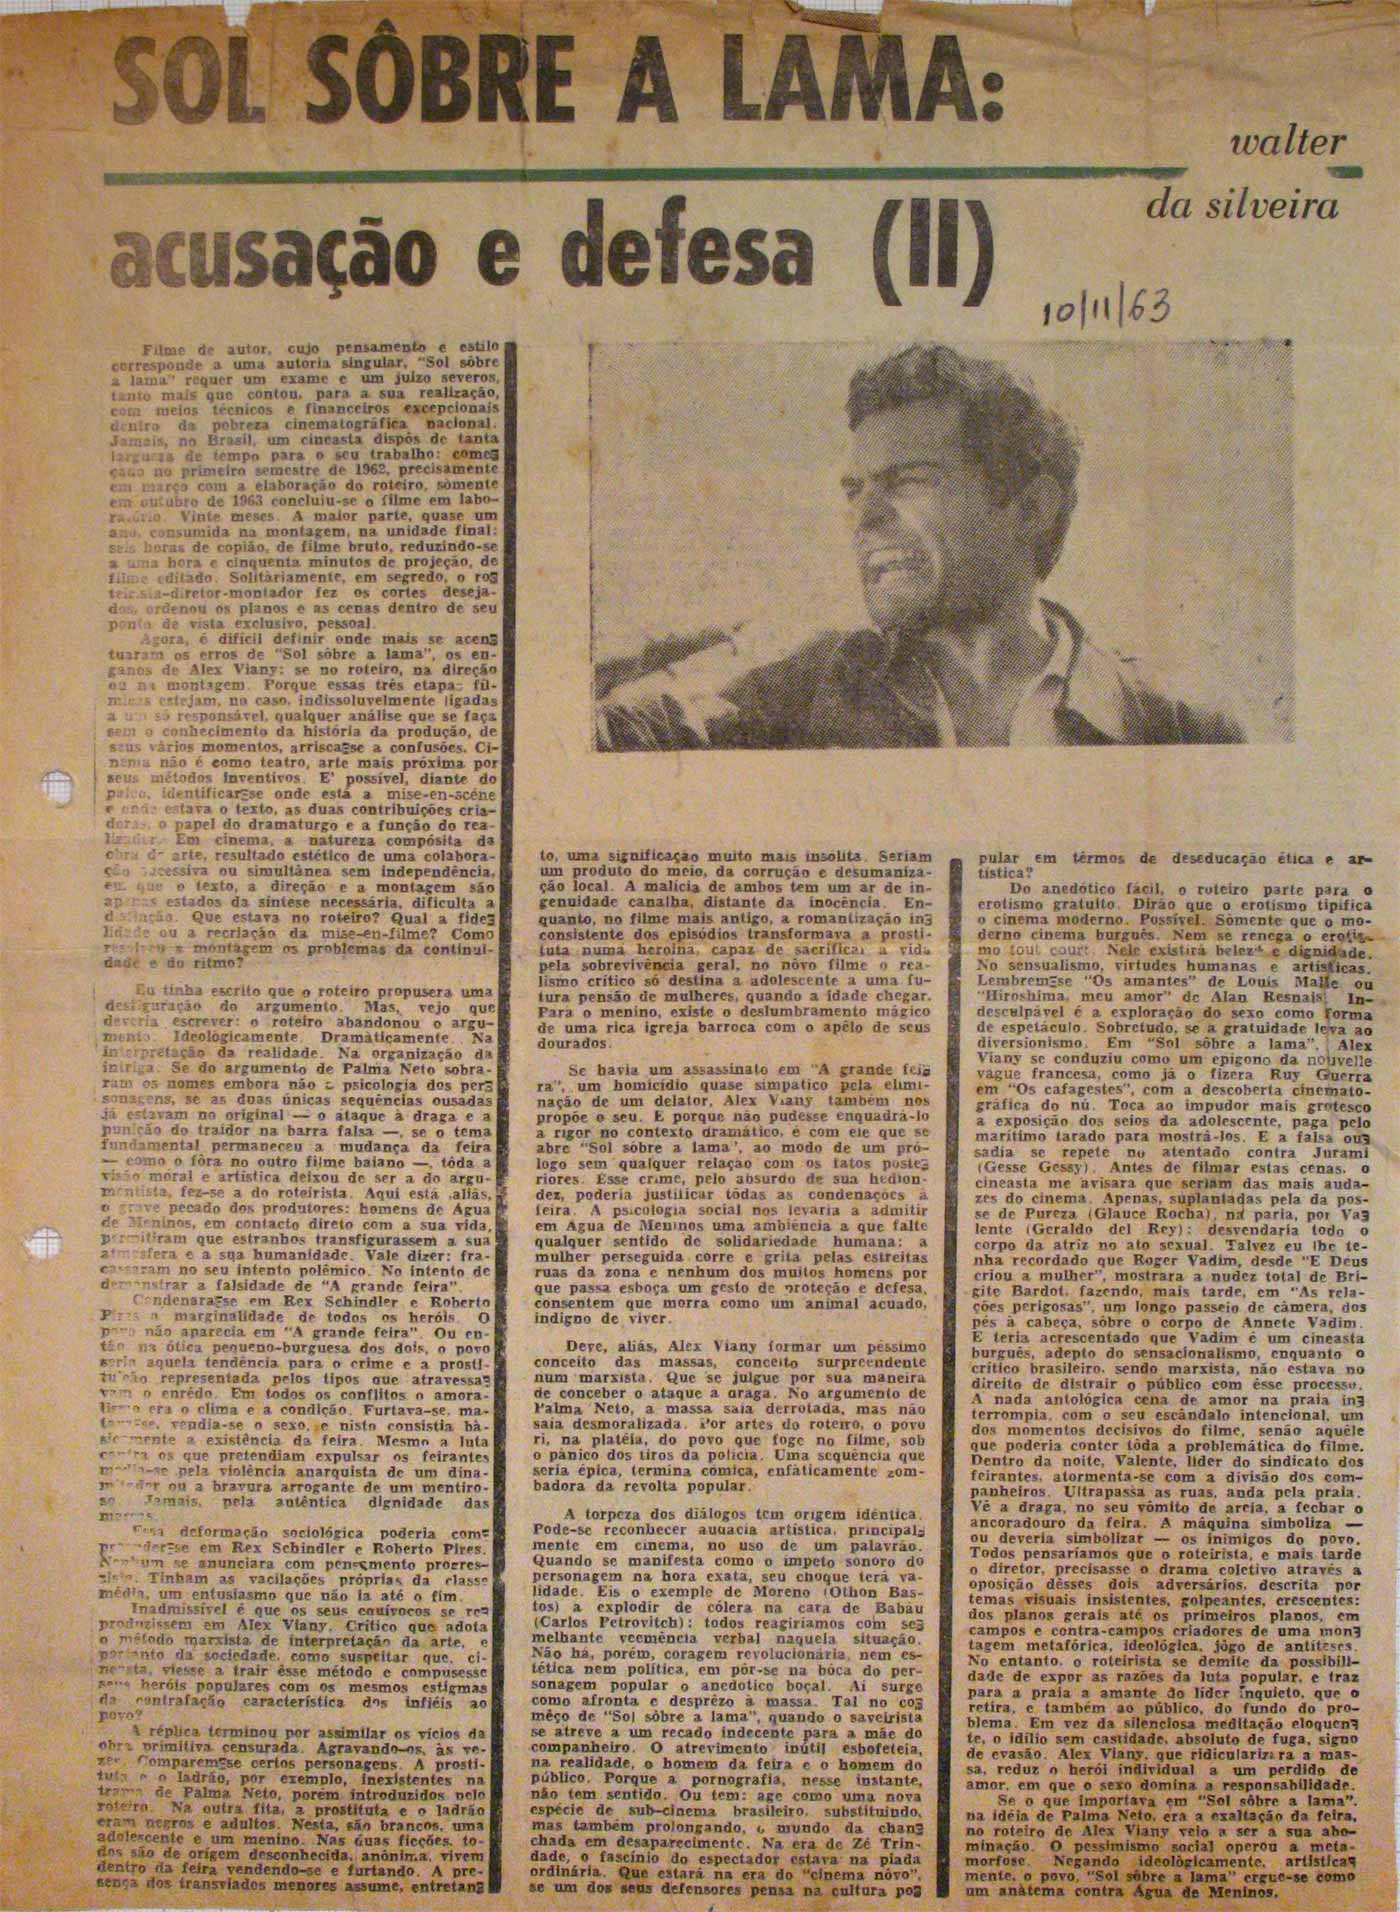 SOL SÔBRE A LAMA:
walter
da silveira
acusação e defesa (II)
10/11/63
Filme de autor, cujo pensamento e estilo
corresponde a uma autoria singular, "Sol sôbre
a lama" requer um exame e um juizo severos,
tanto mais que contou, para a sua realização,
com meios técnicos e financeiros excepcionais
dentro da pobreza cinematográfica nacional.
Jamais, no Brasil, um cineasta dispôs de tanta
largueza de tempo para o seu trabalho: come=
çado no primeiro semestre de 1962, precisamente
em março com a elaboração do roteiro, sòmente
em outubro de 1963 concluiu-se o filme em labo-
ratório. Vinte meses. A maior parte, quase um
ano, consumida na montagem, na unidade final:
seis horas de copião, de filme bruto, reduzindo-se
a uma hora e cinquenta minutos de projeção, de
filme editado. Solitàriamente, em segredo, o ro=
teirista-diretor-montador fez os cortes deseja-
dos, ordenou os planos e as cenas dentro de seu
ponto de vista exclusivo, pessoal.
Agora, é difícil definir onde mais se acen=
tuaram os erros de "Sol sôbre a lama", os en-
ganos de Alex Viany: se no roteiro, na direção
ou na montagem. Porque essas três etapas fil-
micas estejam, no caso, indissoluvelmente ligadas
a um só responsável, qualquer análise que se faça
sem o conhecimento da história da produção, de
seus vários momentos, arrisca=se a confusões. Ci-
nema não é como teatro, arte mais próxima por
seus métodos inventivos. E' possível, diante do
palco, identificar=se onde está a mise-en-scéne
e onde estava o texto, as duas contribuições cria-
doras, o papel do dramaturgo e a função do rea-
lizador. Em cinema, a natureza compósita da
obra de arte, resultado estético de uma colabora-
ção sucessiva ou simultânea sem independência,
em que o texto, a direção e a montagem são
apenas estados da síntese necessária, dificulta a
distinção. Que estava no roteiro? Qual a fide=
lidade ou a recriação da mise-en-filme? Como
resolveu a montagem os problemas da continui-
dade e do ritmo?
Eu tinha escrito que o roteiro propusera uma
desfiguração do argumento. Mas, vejo que
deveria escrever: o roteiro abandonou o argu-
mento. Ideològicamente. Dramàticamente. Na
interpretação da realidade. Na organização da
intriga. Se do argumento de Palma Neto sobra-
ram os nomes embora não a psicologia dos per=
sonagens, se as duas únicas sequências ousadas
já estavam no original — o ataque à draga e a
punição do traidor na barra falsa —, se o tema
fundamental permaneceu a mudança da feira
— como o fôra no outro filme baiano —, tôda a
visão moral e artística deixou de ser a do argu-
mentista, fez-se a do roteirista. Aqui está, aliás,
o grave pecado dos produtores: homens de Agua
de Meninos, em contacto direto com a sua vida,
permitiram que estranhos transfigurassem a sua
atmosfera e a sua humanidade. Vale dizer: fra-
cassaram no seu intento polêmico. No intento de
demonstrar a falsidade de "A grande feira".
Condenara=se em Rex Schindler e Roberto
Pires a marginalidade de todos os heróis. O
povo não aparecia em "A grande feira". Ou en-
tão na ótica pequeno-burguesa dos dois, o povo
seria aquela tendência para o crime e a prosti-
tuição representada pelos tipos que atravessa=
vam o enrêdo. Em todos os conflitos o amora-
lismo era o clima e a condição. Furtava-se, ma-
tava-se, vendia-se o sexo, e nisto consistia bà-
sicamente a existência da feira. Mesmo a luta
contra os que pretendiam expulsar os feirantes
media-se pela violência anarquista de um dina-
mitador ou a bravura arrogante de um mentiro-
so. Jamais, pela autêntica dignidade das
massas.
Essa deformação sociológica poderia com=
preender=se em Rex Schindler e Roberto Pires.
Nenhum se anunciara com pensamento progres-
sista. Tinham as vacilações próprias da classe
média, um entusiasmo que não ia até o fim.
Inadmissível é que os seus equívocos se re=
produzissem em Alex Viany. Crítico que adota
o método marxista de interpretação da arte, e
portanto da sociedade, como suspeitar que, ci-
neasta, viesse a trair êsse método e compusesse
seus heróis populares com os mesmos estigmas
da contrafação característica dos infiéis ao
povo?
A réplica terminou por assimilar os vícios da
obra primitiva censurada. Agravando-os, às ve-
zes. Comparem=se certos personagens. A prosti-
tuta e o ladrão, por exemplo, inexistentes na
trama de Palma Neto, porém introduzidos pelo
roteiro. Na outra fita, a prostituta e o ladrão
eram negros e adultos. Nesta, são brancos, uma
adolescente e um menino. Nas duas ficções, to-
dos são de origem desconhecida, anônima, vivem
dentro da feira vendendo-se e furtando. A pre-
sença dos transviados menores assume, entretan=
to, uma significação muito mais insolita. Seriam
um produto do meio, da corrução e desumaniza-
ção local. A malícia de ambos tem um ar de in-
genuidade canalha, distante da inocência. En-
quanto, no filme mais antigo, a romantização in=
consistente dos episódios transformava a prosti-
tuta numa heroína, capaz de sacrificar a vida
pela sobrevivência geral, no nôvo filme o rea-
lismo crítico só destina a adolescente a uma fu-
tura pensão de mulheres, quando a idade chegar.
Para o menino, existe o deslumbramento mágico
de uma rica igreja barroca com o apêlo de seus
dourados.
Se havia um assassinato em "A grande fei=
ra", um homicídio quase simpático pela elimi-
nação de um delator, Alex Viany também nos
propõe o seu. E porque não pudesse enquadrá-lo
a rigor no contexto dramático, é com ele que se
abre "Sol sôbre a lama", ao modo de um pró-
logo sem qualquer relação com os fatos poste=
riores. Esse crime, pelo absurdo de sua hedion-
dez, poderia justificar tôdas as condenações à
feira. A psicologia social nos levaria a admitir
em Agua de Meninos uma ambiência a que falte
qualquer sentido de solidariedade humana: a
mulher perseguida corre e grita pelas estreitas
ruas da zona e nenhum dos muitos homens por
que passa esboça um gesto de proteção e defesa,
consentem que morra como um animal acuado,
indigno de viver.
Deve, aliás, Alex Viany formar um péssimo
conceito das massas, conceito surpreendente
num marxista. Que se julgue por sua maneira
de conceber o ataque à draga. No argumento de
Palma Neto, a massa saía derrotada, mas não
saía desmoralizada. Por artes do roteiro, o povo
ri, na platéia, do povo que foge no filme, sob
o pânico dos tiros da polícia. Uma sequência que
seria épica, termina cômica, enfàticamente zom-
badora da revolta popular.
A torpeza dos diálogos tem origem idêntica.
Pode-se reconhecer audácia artística, principal=
mente em cinema, no uso de um palavrão.
Quando se manifesta como o ímpeto sonoro do
personagem na hora exata, seu choque terá va-
lidade. Eis o exemplo de Moreno (Othon Bas-
tos) a explodir de cólera na cara de Babau
(Carlos Petrovitch): todos reagiríamos com se=
melhante veemência verbal naquela situação.
Não há, porém, coragem revolucionária, nem es-
tética nem política, em pôr-se na bôca do per-
sonagem popular o anedótico boçal. Aí surge
como afronta e desprêzo à massa. Tal no co=
mêço de "Sol sôbre a lama", quando o saveirista
se atreve a um recado indecente para a mãe do
companheiro. O atrevimento inútil esbofeteia,
na realidade, o homem da feira e o homem do
público. Porque a pornografia, nesse instante,
não tem sentido. Ou tem: age como uma nova
espécie de sub-cinema brasileiro, substituindo,
mas também prolongando, o mundo da chan=
chada em desaparecimento. Na era de Zé Trin-
dade, o fascínio do espectador estava na piada
ordinária. Que estará na era do "cinema nôvo",
se um dos seus defensores pensa na cultura po=
pular em têrmos de deseducação ética e ar-
tística?
Do anedótico fácil, o roteiro parte para o
erotismo gratuito. Dirão que o erotismo tipifica
o cinema moderno. Possível. Sòmente que o mo-
derno cinema burguês. Nem se renega o erotis=
mo tout court. Nele existirá beleza e dignidade.
No sensualismo, virtudes humanas e artísticas.
Lembrem=se "Os amantes" de Louis Malle ou
"Hiroshima, meu amor" de Alan Resnais. In-
desculpável é a exploração do sexo como forma
de espetáculo. Sobretudo, se a gratuidade leva ao
diversionismo. Em "Sol sôbre a lama", Alex
Viany se conduziu como um epígono da nouvelle
vague francesa, como já o fizera Ruy Guerra
em "Os cafagestes", com a descoberta cinemato-
gráfica do nú. Toca ao impudor mais grotesco
a exposição dos seios da adolescente, paga pelo
marítimo tarado para mostrá-los. E a falsa ou=
sadia se repete no atentado contra Jurami
(Gesse Gessy). Antes de filmar estas cenas, o
cineasta me avisara que seriam das mais auda-
zes do cinema. Apenas, suplantadas pela da pos-
se de Pureza (Glauce Rocha), na paria, por Va=
lente (Geraldo del Rey): desvendaria todo o
corpo da atriz no ato sexual. Talvez eu lhe te-
nha recordado que Roger Vadim, desde "E Deus
criou a mulher", mostrara a nudez total de Bri-
gite Bardot, fazendo, mais tarde, em "As rela-
ções perigosas", um longo passeio de câmera, dos
pés à cabeça, sôbre o corpo de Annete Vadim.
E teria acrescentado que Vadim é um cineasta
burguês, adepto do sensacionalismo, enquanto o
crítico brasileiro, sendo marxista, não estava no
direito de distrair o público com êsse processo.
A nada antológica cena de amor na praia in=
terrompia, com o seu escândalo intencional, um
dos momentos decisivos do filme, senão aquêle
que poderia conter tôda a problemática do filme.
Dentro da noite, Valente, líder do sindicato dos
feirantes, atormenta-se com a divisão dos com-
panheiros. Ultrapassa as ruas, anda pela praia.
Vê a draga, no seu vômito de areia, a fechar o
ancoradouro da feira. A máquina simboliza —
ou deveria simbolizar — os inimigos do povo.
Todos pensaríamos que o roteirista, e mais tarde
o diretor, precisasse o drama coletivo através a
oposição dêsses dois adversários, descrita por
temas visuais insistentes, golpeantes, crescentes:
dos planos gerais até os primeiros planos, em
campos e contra-campos criadores de uma mon=
tagem metafórica, ideológica, jôgo de antíteses.
No entanto, o roteirista se demite da possibili-
dade de expor as razões da luta popular, e traz
para a praia a amante do líder inquieto, que o
retira, e também ao público, do fundo do pro-
blema. Em vez da silenciosa meditação eloquen=
te, o idílio sem castidade, absoluto de fuga, signo
de evasão. Alex Viany, que ridicularizara a mas-
sa, reduz o herói individual a um perdido de
amor, em que o sexo domina a responsabilidade.
Se o que importava em "Sol sôbre a lama",
na idéia de Palma Neto, era a exaltação da feira,
no roteiro de Alex Viany veio a ser a sua abo-
minação. O pessimismo social operou a meta-
morfose. Negando ideològicamente, artìstica=
mente, o povo, "Sol sôbre a lama" ergue-se como
um anátema contra Água de Meninos.